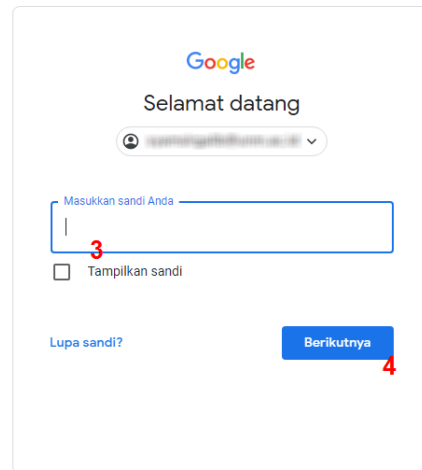 Google
Selamat datang
Masukkan sandi Anda
3
Tampilkan sandi
Lupa sandi?
Berikutnya
4